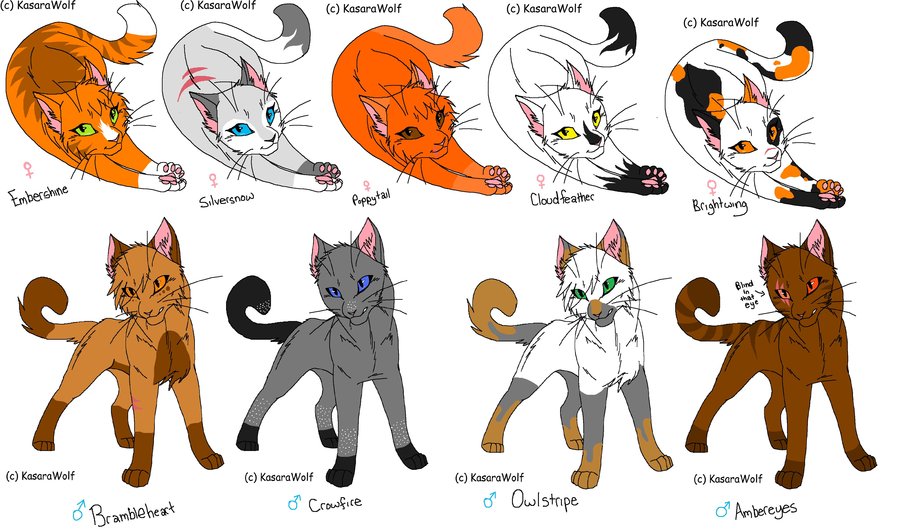 (c) KasaraWolf
(c) KasaraWolf
(c) KasaraWolf
(c) KasaraWolf
(c) KasaraWolf
♀
Embershine
♀
Silversnow
♀
Poppytail
♀
Cloudfeather
♀
Brightwing
Blind
in
that
eye
(c) KasaraWolf
(c) KasaraWolf
(c) KasaraWolf
(c) KasaraWolf
♂ Brambleheart
♂ Crowfire
♂ Owlstripe
♂ Ambereyes